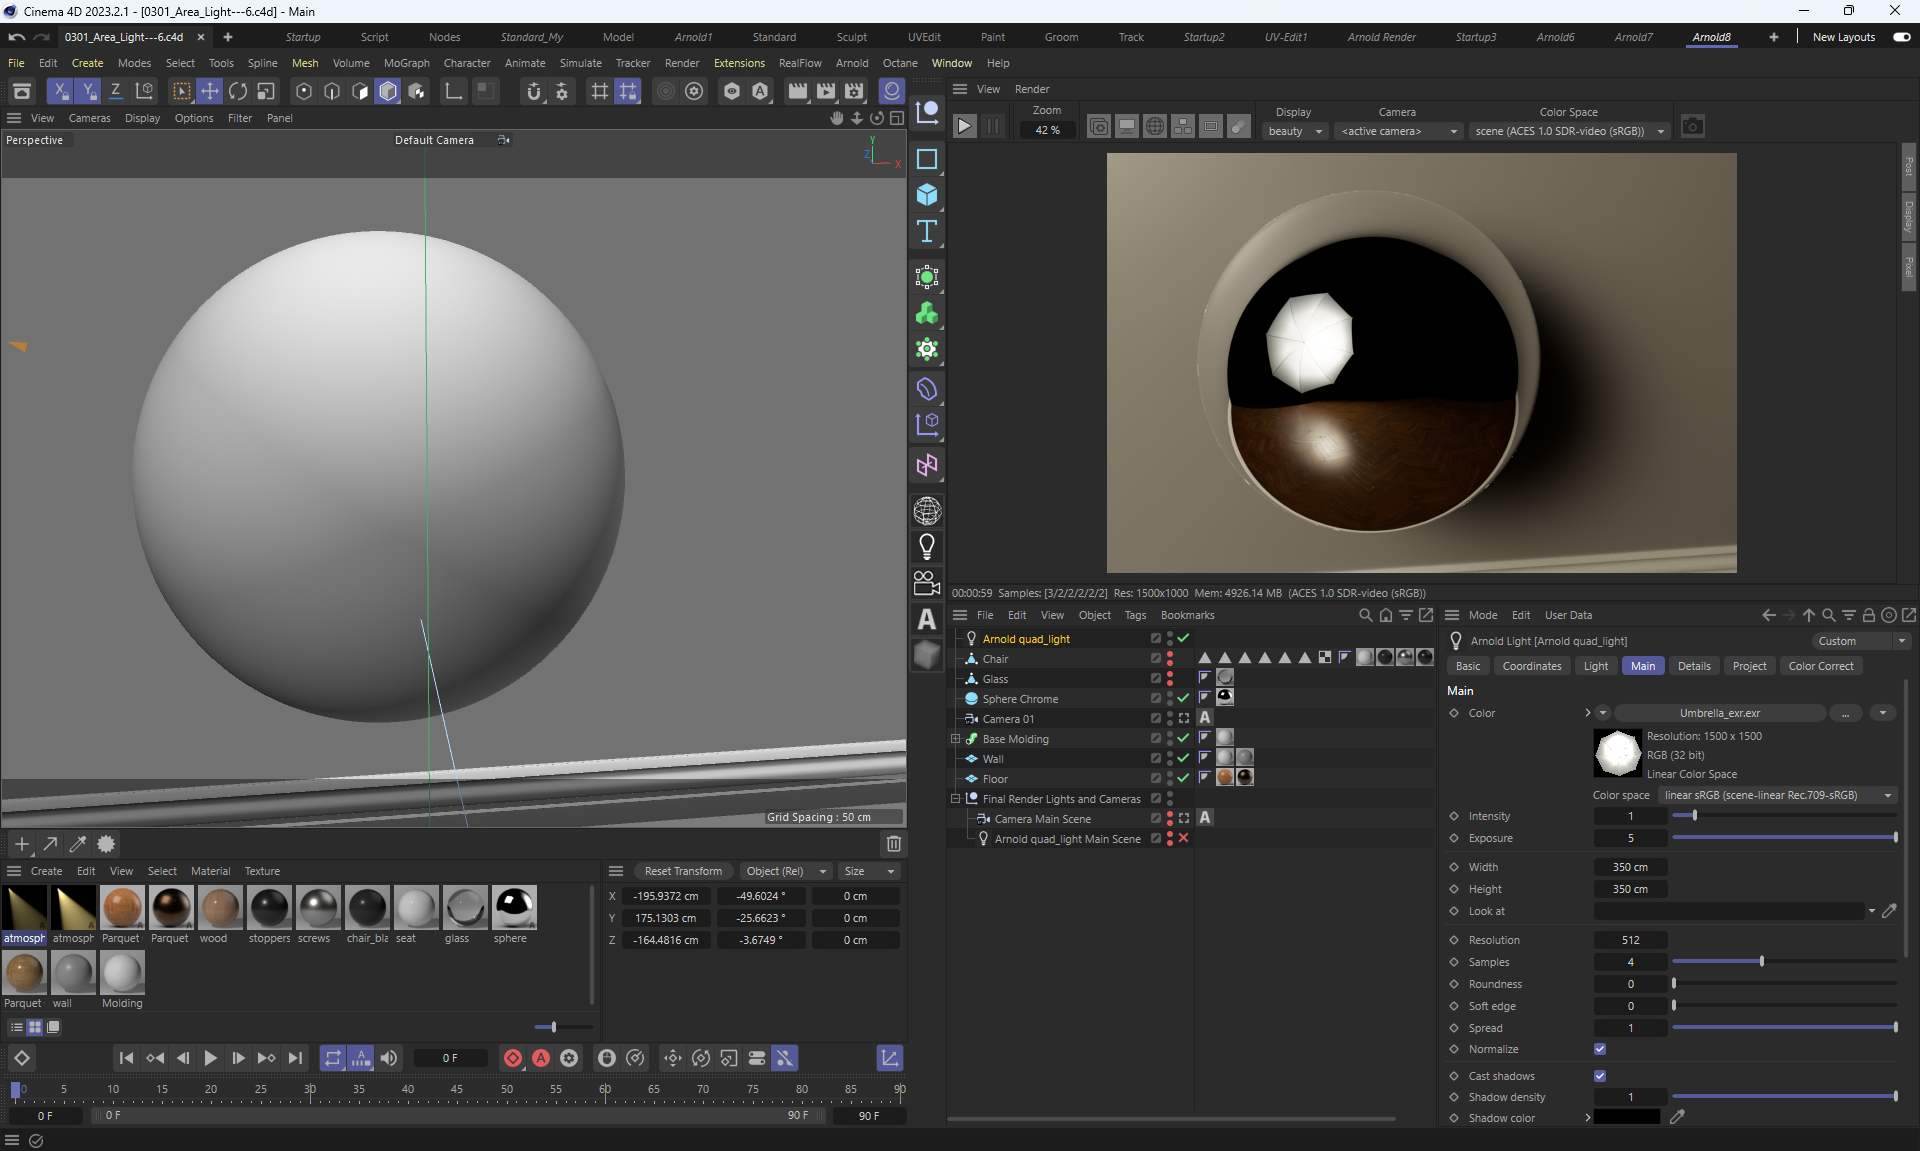 Cinema 4D 2023.2.1 - [0301_Area_Light---6.c4d] - Main
0301_Area_Light---6.c4d
Startup Script Nodes Standard_My Model Arnold1 Standard Sculpt UVEdit Paint Groom Track Startup2 UV-Edit1 Arnold Render Startup3 Arnold6 Arnold7 Arnold8 New Layouts
File Edit Create Modes Select Tools Spline Mesh Volume MoGraph Character Animate Simulate Tracker Render Extensions RealFlow Arnold Octane Window Help
View Cameras Display Options Filter Panel
Perspective
Default Camera
Y
Z
X
Grid Spacing : 50 cm
View Render
Zoom
42 %
Display
beauty
Camera
<active camera>
Color Space
scene (ACES 1.0 SDR-video (sRGB))
Post
Display
Pixel
00:00:59 Samples: [3/2/2/2/2/2] Res: 1500x1000 Mem: 4926.14 MB (ACES 1.0 SDR-video (sRGB))
File Edit View Object Tags Bookmarks
Arnold quad_light
Chair
Glass
Sphere Chrome
Camera 01
Base Molding
Wall
Floor
Final Render Lights and Cameras
Camera Main Scene
Arnold quad_light Main Scene
Mode Edit User Data
Arnold Light [Arnold quad_light]
Custom
Basic Coordinates Light Main Details Project Color Correct
Main
Color
Umbrella_exr.exr
...
Resolution: 1500 x 1500
RGB (32 bit)
Linear Color Space
Color space linear sRGB (scene-linear Rec.709-sRGB)
Intensity 1
Exposure 5
Width 350 cm
Height 350 cm
Look at
Resolution 512
Samples 4
Roundness 0
Soft edge 0
Spread 1
Normalize
Cast shadows
Shadow density 1
Shadow color
Create Edit View Select Material Texture
atmosph atmosph Parquet Parquet wood stoppers screws chair_bla seat glass sphere
Parquet wall Molding
Reset Transform Object (Rel) Size
X -195.9372 cm -49.6024 ° 0 cm
Y 175.1303 cm -25.6623 ° 0 cm
Z -164.4816 cm -3.6749 ° 0 cm
0 F
0 5 10 15 20 25 30 35 40 45 50 55 60 65 70 75 80 85 90
0 F 0 F 90 F 90 F